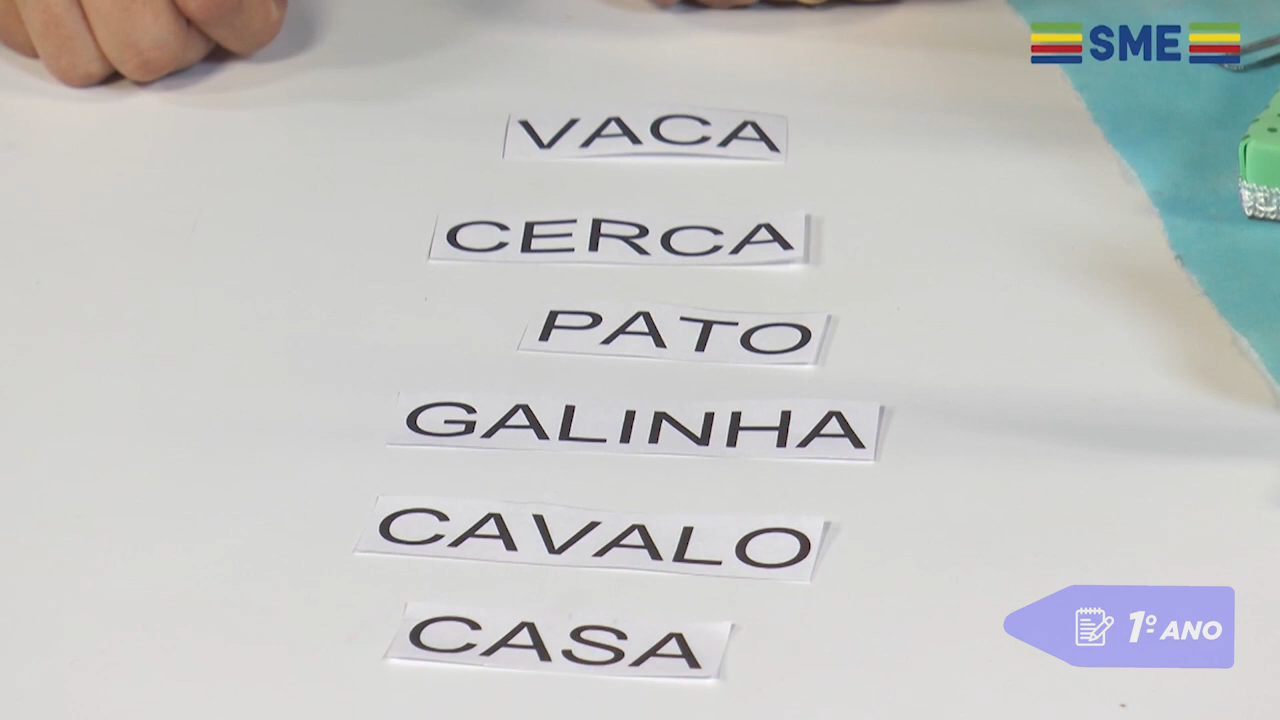 SME
VACA
CERCA
PATO
GALINHA
CAVALO
CASA
1º ANO